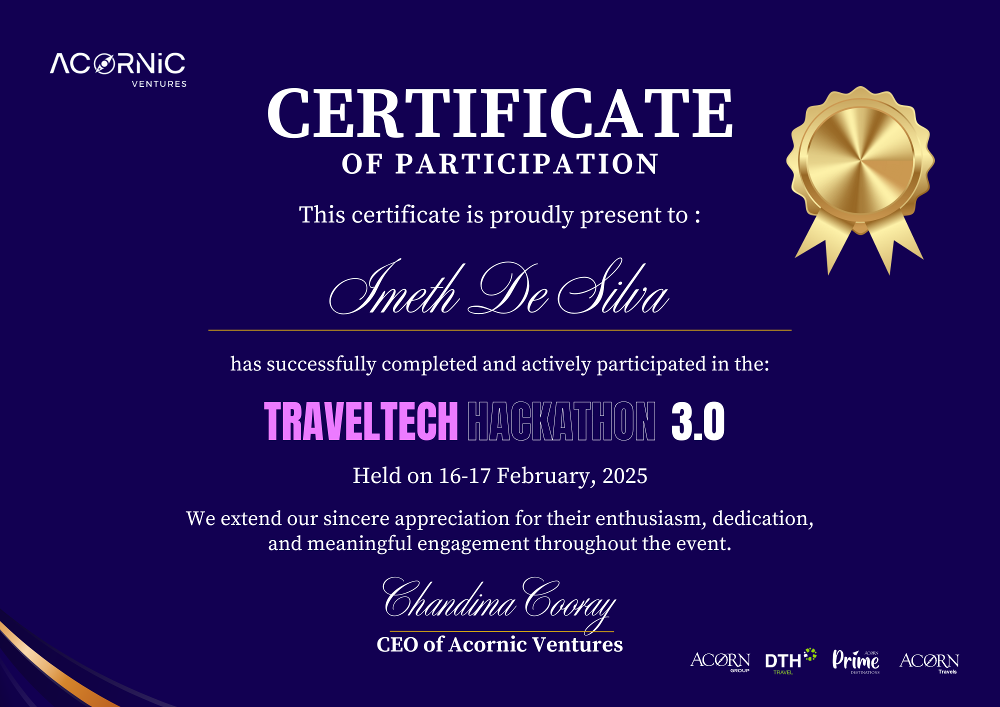 ACORNiC
VENTURES
CERTIFICATE
OF PARTICIPATION
This certificate is proudly present to :
Imeth De Silva
has successfully completed and actively participated in the:
TRAVELTECH HACKATHON 3.0
Held on 16-17 February, 2025
We extend our sincere appreciation for their enthusiasm, dedication,
and meaningful engagement throughout the event.
Chandima Cooray
CEO of Acornic Ventures
ACORN
GROUP
DTH
TRAVEL
ACORN
Prime
DESTINATIONS
ACORN
Travels